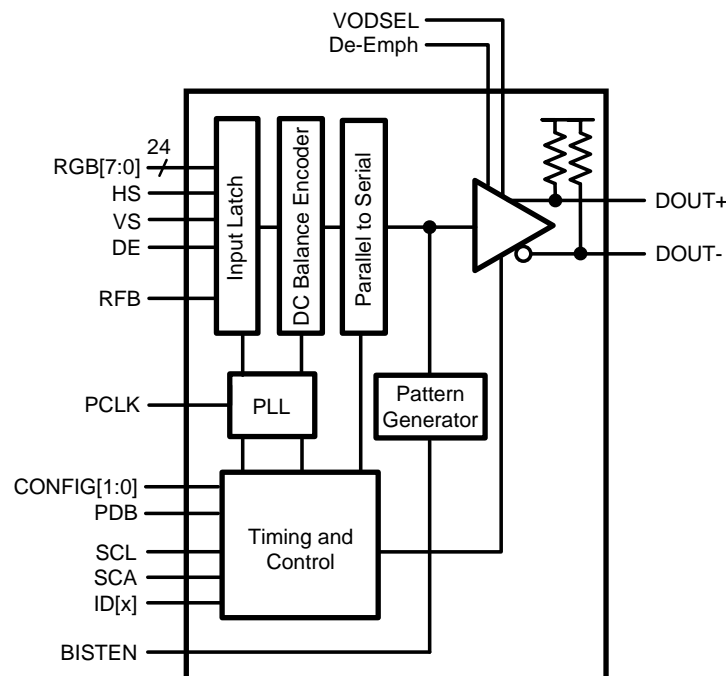 VODSEL
De-Emph
24
RGB[7:0]
HS
VS
DE
RFB
Input Latch
DC Balance Encoder
Parallel to Serial
DOUT+
DOUT-
PCLK
PLL
Pattern
Generator
CONFIG[1:0]
PDB
SCL
SCA
ID[x]
Timing and
Control
BISTEN